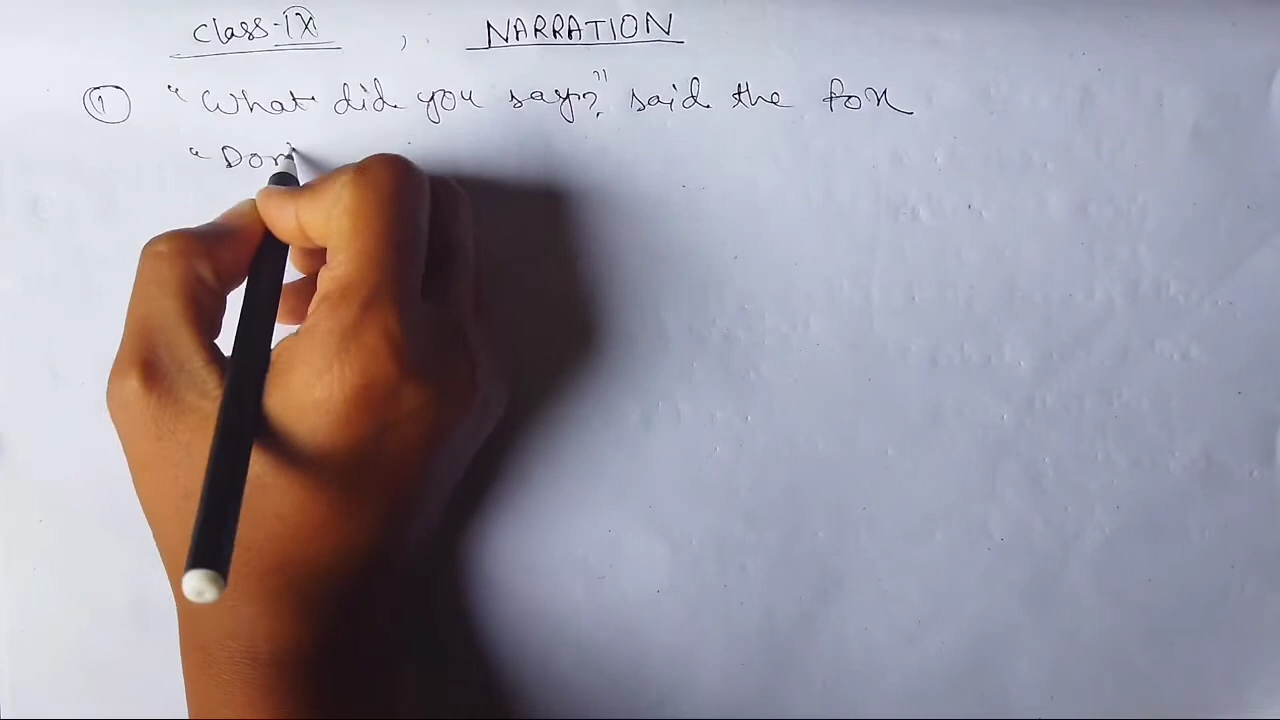 Class-IX, NARRATION
① "What did you say?" said the fox
"Don'